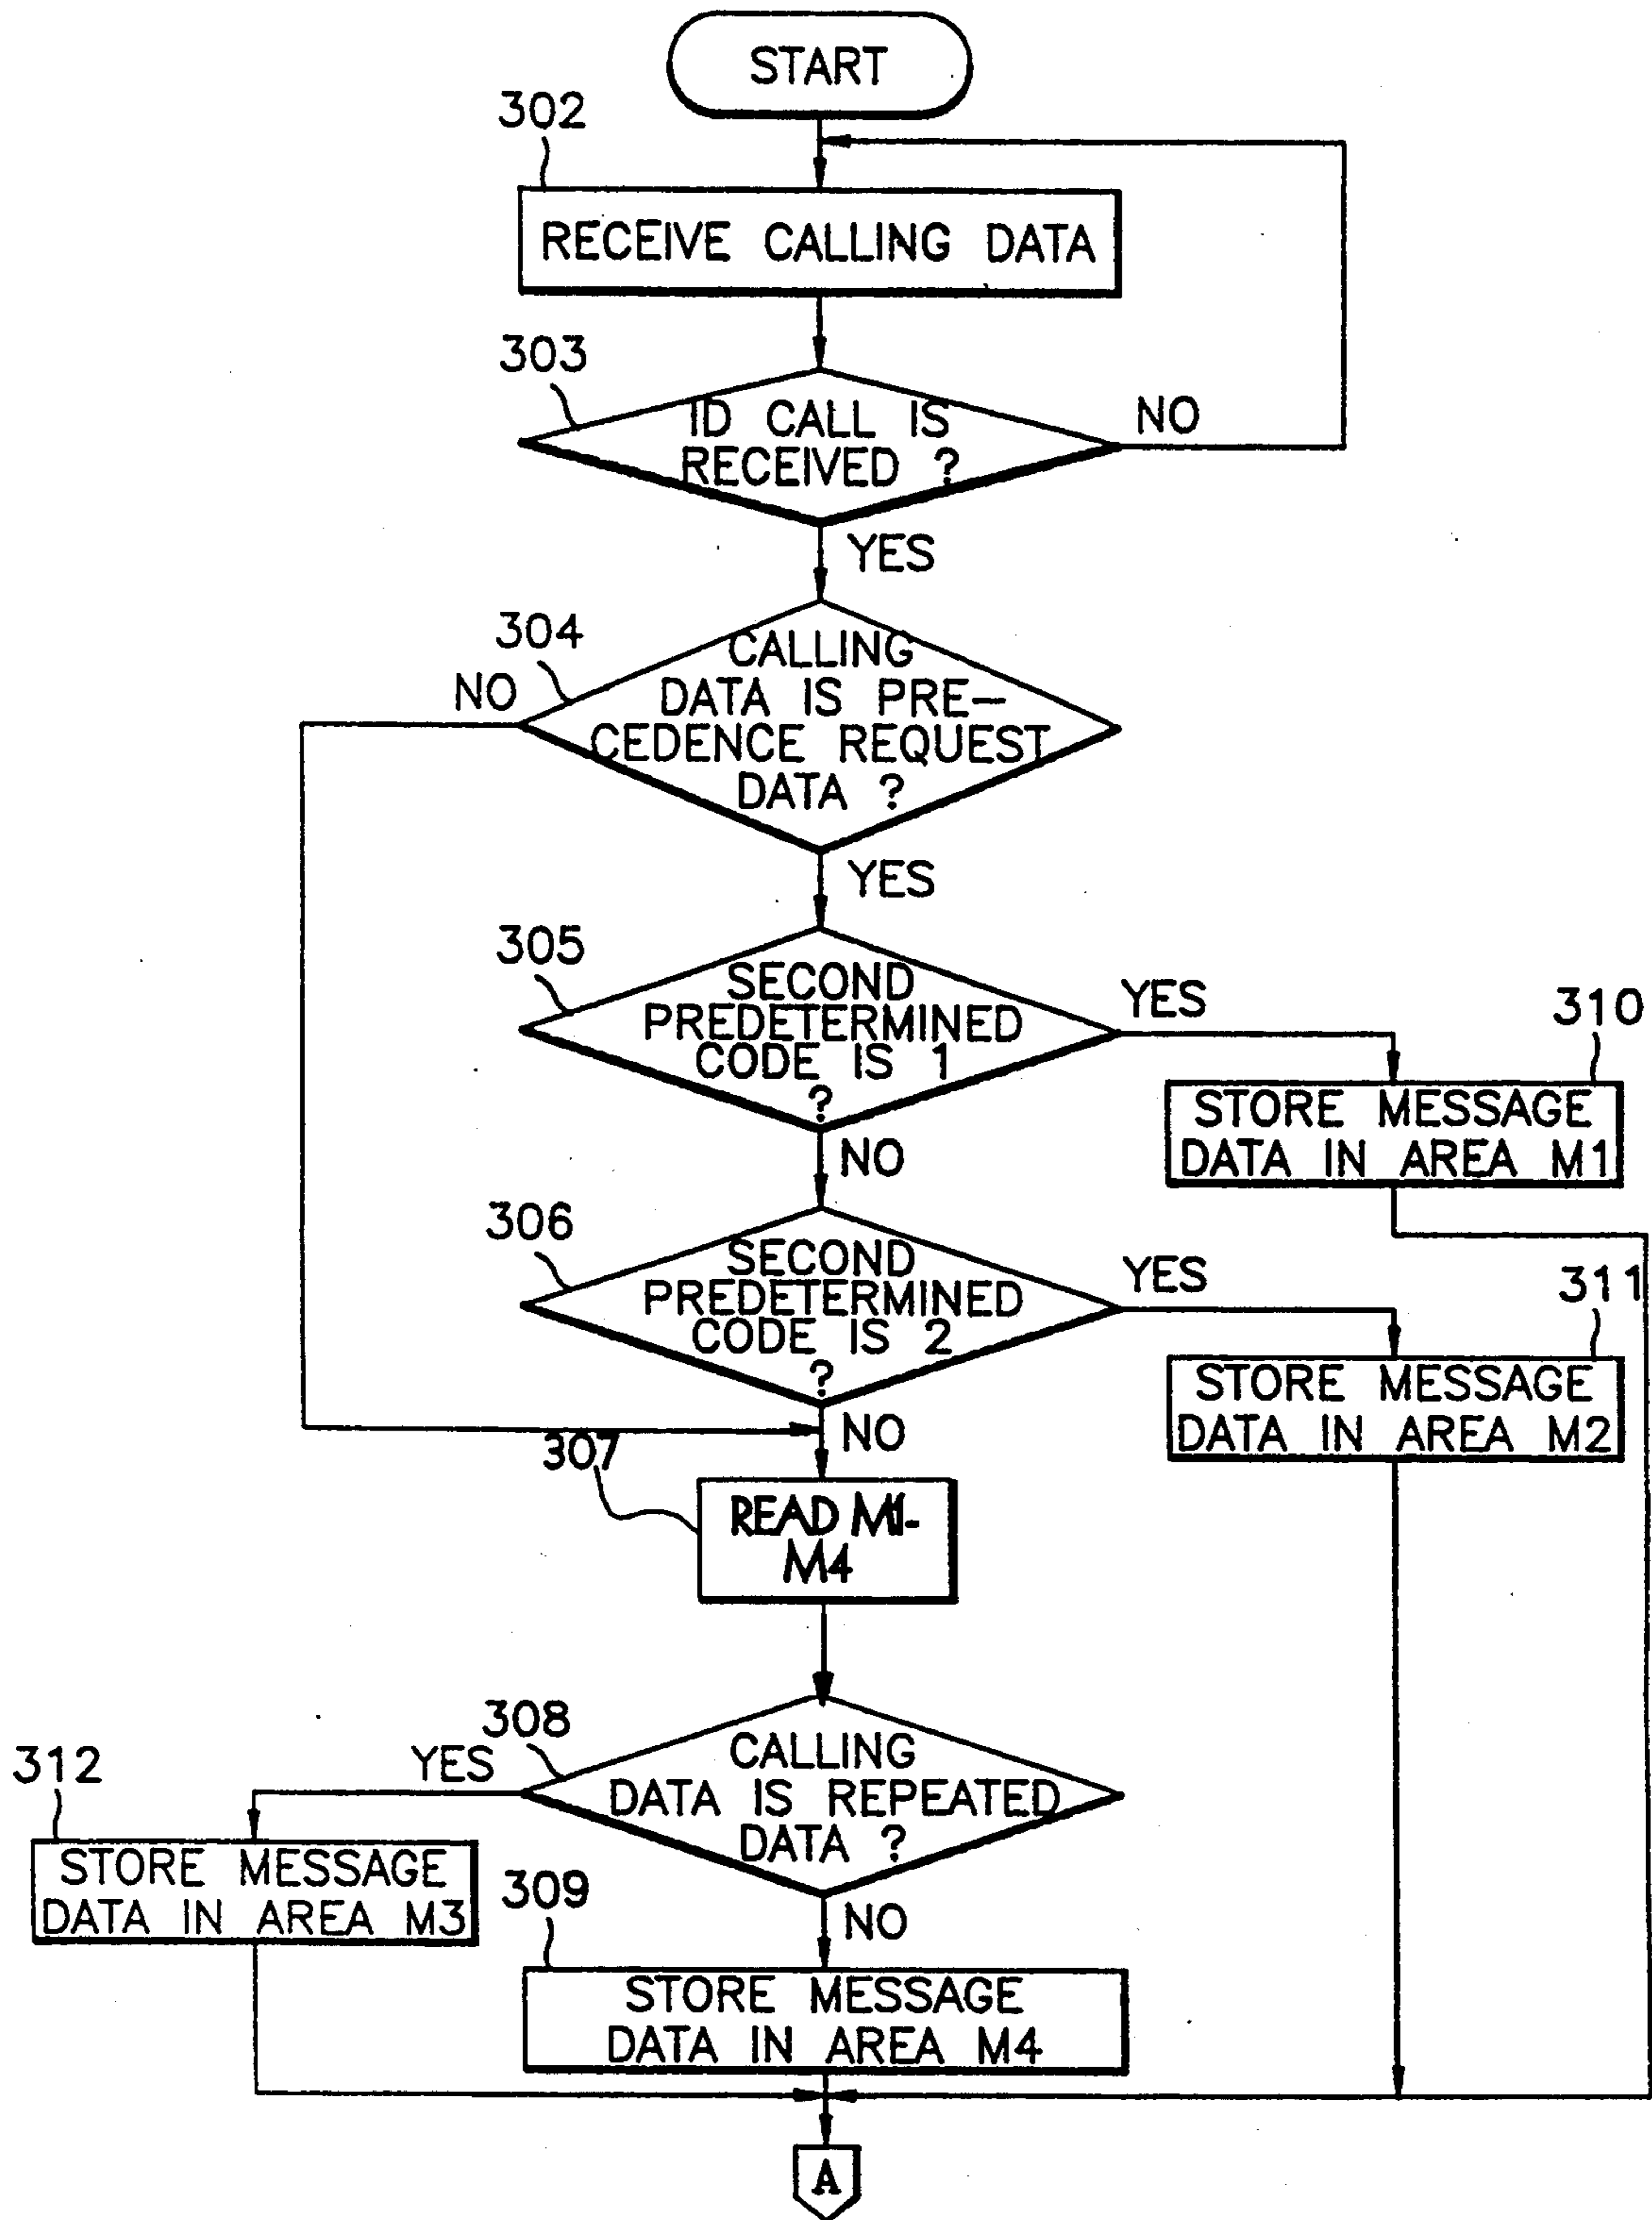 START
302
RECEIVE CALLING DATA
303
ID CALL IS
RECEIVED ?
NO
YES
304
NO
CALLING
DATA IS PRE-
CEDENCE REQUEST
DATA ?
YES
305
SECOND
PREDETERMINED
CODE IS 1
?
YES
310
STORE MESSAGE
DATA IN AREA M1
NO
306
SECOND
PREDETERMINED
CODE IS 2
?
YES
311
STORE MESSAGE
DATA IN AREA M2
NO
307
READ M1-
M4
308
CALLING
DATA IS REPEATED
DATA ?
YES
312
STORE MESSAGE
DATA IN AREA M3
NO
309
STORE MESSAGE
DATA IN AREA M4
A